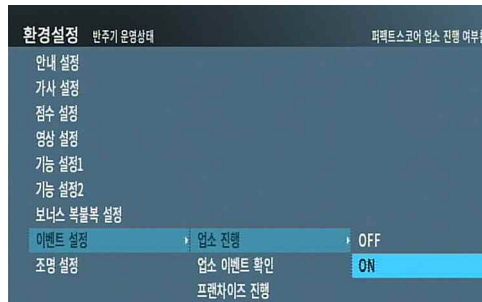 환경설정 반주기 운영상태 퍼펙트스코어 업소 진행 여부를
안내 설정
가사 설정
점수 설정
영상 설정
기능 설정1
기능 설정2
보너스 복불복 설정
이벤트 설정 업소 진행 OFF
조명 설정 업소 이벤트 확인 ON
프랜차이즈 진행